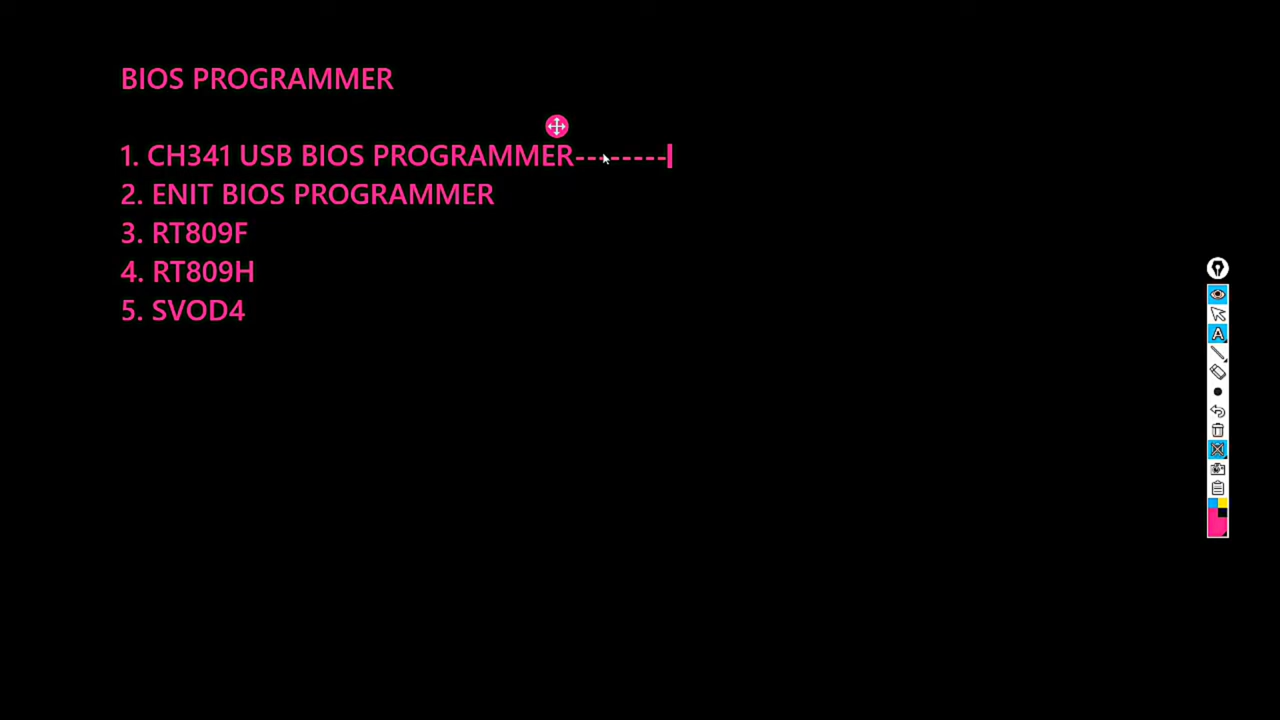 BIOS PROGRAMMER
1. CH341 USB BIOS PROGRAMMER--------
2. ENIT BIOS PROGRAMMER
3. RT809F
4. RT809H
5. SVOD4